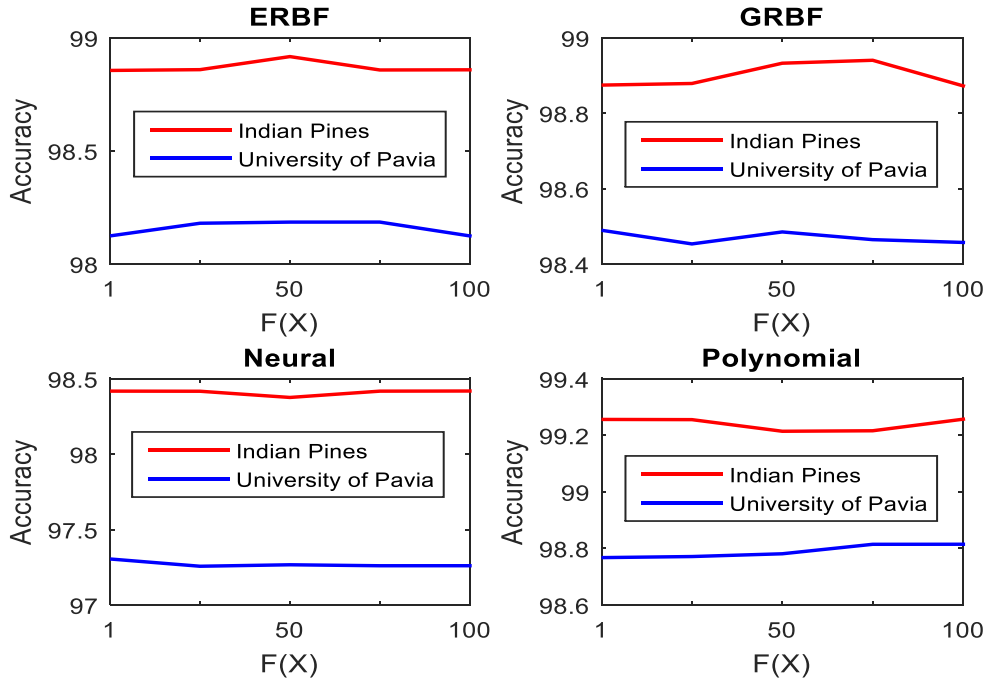 ERBF
99
98.5
98
Accuracy
Indian Pines
University of Pavia
1
50
100
F(X)
GRBF
99
98.8
98.6
98.4
Accuracy
Indian Pines
University of Pavia
1
50
100
F(X)
Neural
98.5
98
97.5
97
Accuracy
Indian Pines
University of Pavia
1
50
100
F(X)
Polynomial
99.4
99.2
99
98.8
98.6
Accuracy
Indian Pines
University of Pavia
1
50
100
F(X)